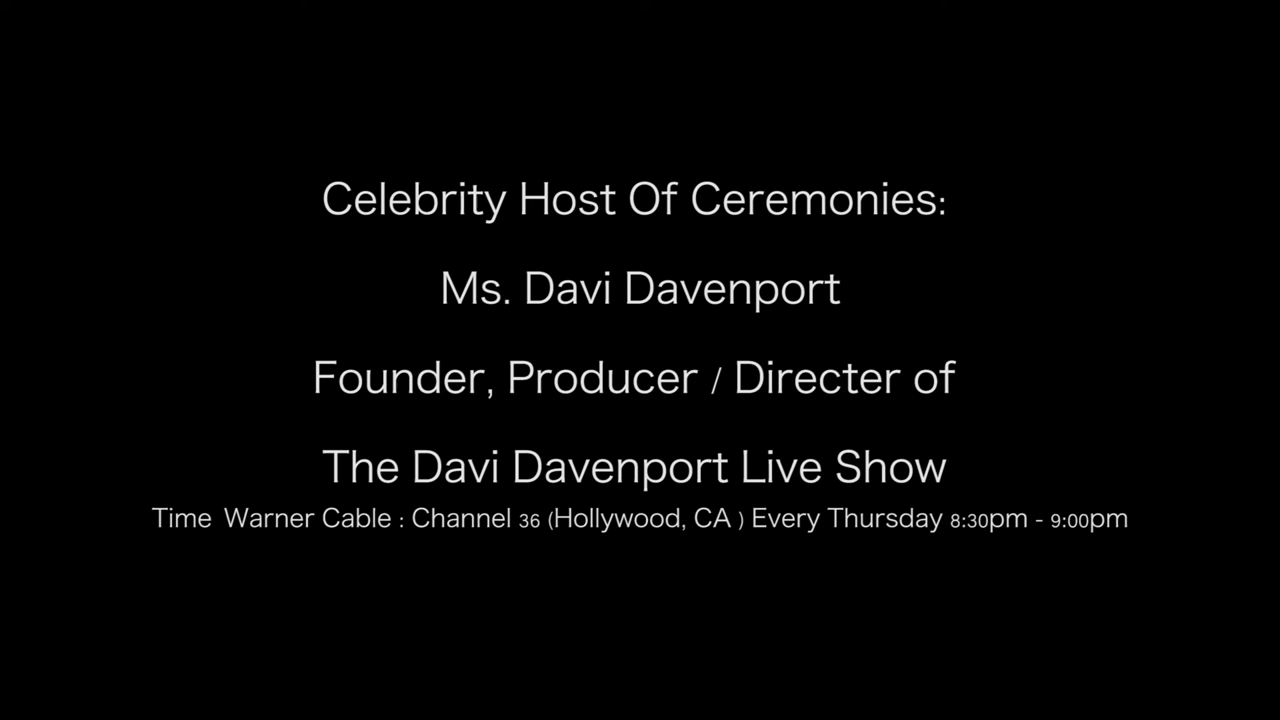 Celebrity Host Of Ceremonies:
Ms. Davi Davenport
Founder, Producer / Directer of
The Davi Davenport Live Show
Time Warner Cable : Channel 36 (Hollywood, CA ) Every Thursday 8:30pm - 9:00pm